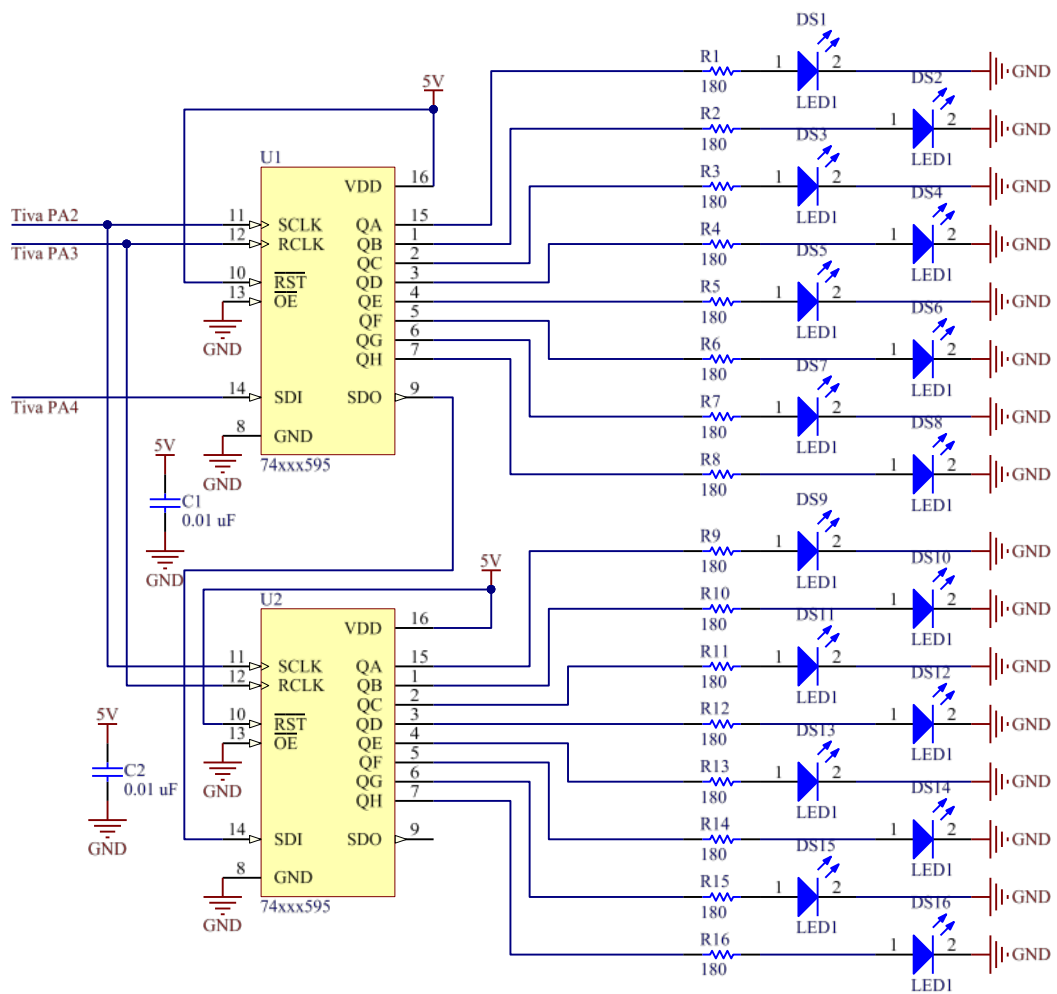 DS1
R1 1 2 GND
180 LED1
DS2
R2 1 2 GND
180 LED1
DS3
R3 1 2 GND
180 LED1
DS4
R4 1 2 GND
180 LED1
DS5
R5 1 2 GND
180 LED1
DS6
R6 1 2 GND
180 LED1
DS7
R7 1 2 GND
180 LED1
DS8
R8 1 2 GND
180 LED1
5V
U1
VDD 16
Tiva PA2 11 SCLK QA 15
Tiva PA3 12 RCLK QB 1
QC 2
10 RST QD 3
13 OE QE 4
GND QF 5
QG 6
QH 7
Tiva PA4 14 SDI SDO 9
8 GND
GND
74xxx595
5V
C1
0.01 uF
GND
DS9
R9 1 2 GND
180 LED1
DS10
R10 1 2 GND
180 LED1
DS11
R11 1 2 GND
180 LED1
DS12
R12 1 2 GND
180 LED1
DS13
R13 1 2 GND
180 LED1
DS14
R14 1 2 GND
180 LED1
DS15
R15 1 2 GND
180 LED1
DS16
R16 1 2 GND
180 LED1
5V
U2
VDD 16
11 SCLK QA 15
12 RCLK QB 1
QC 2
10 RST QD 3
13 OE QE 4
GND QF 5
QG 6
QH 7
14 SDI SDO 9
8 GND
GND
74xxx595
5V
C2
0.01 uF
GND